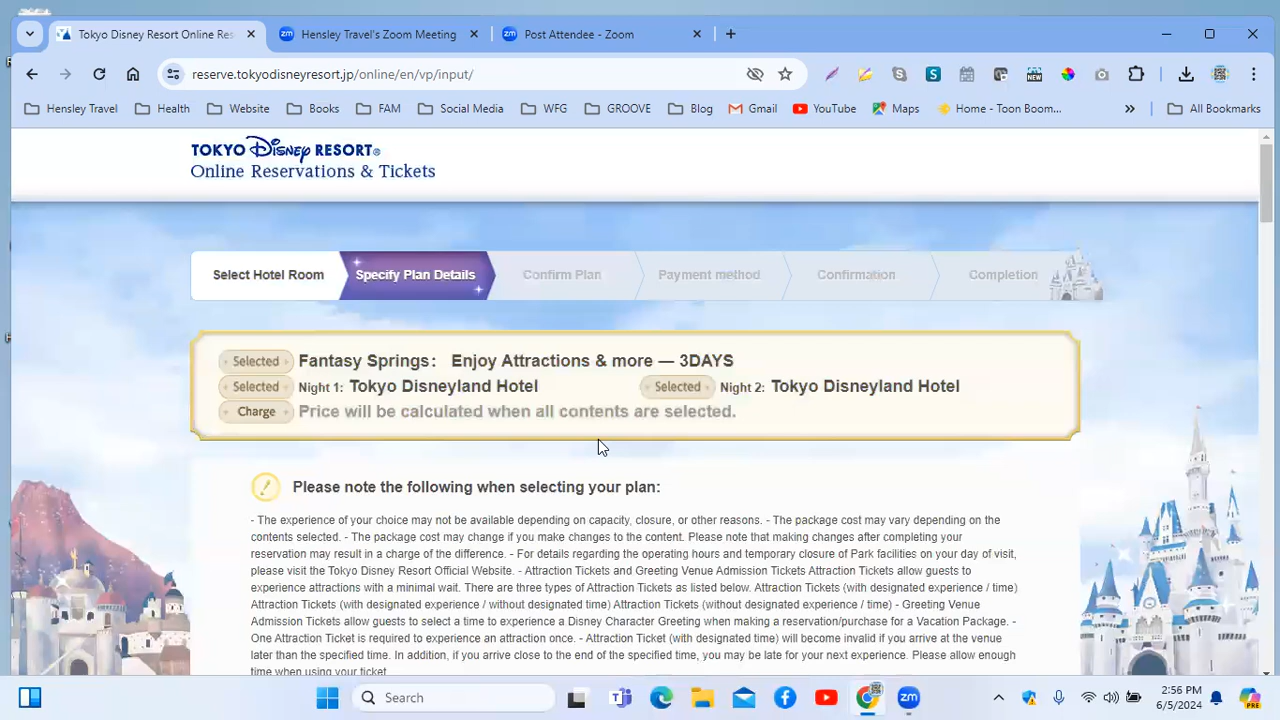 Tokyo Disney Resort Online Res
Hensley Travel's Zoom Meeting
Post Attendee - Zoom
reserve.tokyodisneyresort.jp/online/en/vp/input/
Hensley Travel
Health
Website
Books
FAM
Social Media
WFG
GROOVE
Blog
Gmail
YouTube
Maps
Home - Toon Boom...
All Bookmarks
TOKYO Disney RESORT®
Online Reservations & Tickets
Select Hotel Room
Specify Plan Details
Confirm Plan
Payment method
Confirmation
Completion
Selected Fantasy Springs: Enjoy Attractions & more — 3DAYS
Selected Night 1: Tokyo Disneyland Hotel Selected Night 2: Tokyo Disneyland Hotel
Charge Price will be calculated when all contents are selected.
Please note the following when selecting your plan:
- The experience of your choice may not be available depending on capacity, closure, or other reasons. - The package cost may vary depending on the
contents selected. - The package cost may change if you make changes to the content. Please note that making changes after completing your
reservation may result in a charge of the difference. - For details regarding the operating hours and temporary closure of Park facilities on your day of visit,
please visit the Tokyo Disney Resort Official Website. - Attraction Tickets and Greeting Venue Admission Tickets Attraction Tickets allow guests to
experience attractions with a minimal wait. There are three types of Attraction Tickets as listed below. Attraction Tickets (with designated experience / time)
Attraction Tickets (with designated experience / without designated time) Attraction Tickets (without designated experience / time) - Greeting Venue
Admission Tickets allow guests to select a time to experience a Disney Character Greeting when making a reservation/purchase for a Vacation Package. -
One Attraction Ticket is required to experience an attraction once. - Attraction Ticket (with designated time) will become invalid if you arrive at the venue
later than the specified time. In addition, if you arrive close to the end of the specified time, you may be late for your next experience. Please allow enough
time when using your ticket.
Search
2:56 PM
6/5/2024